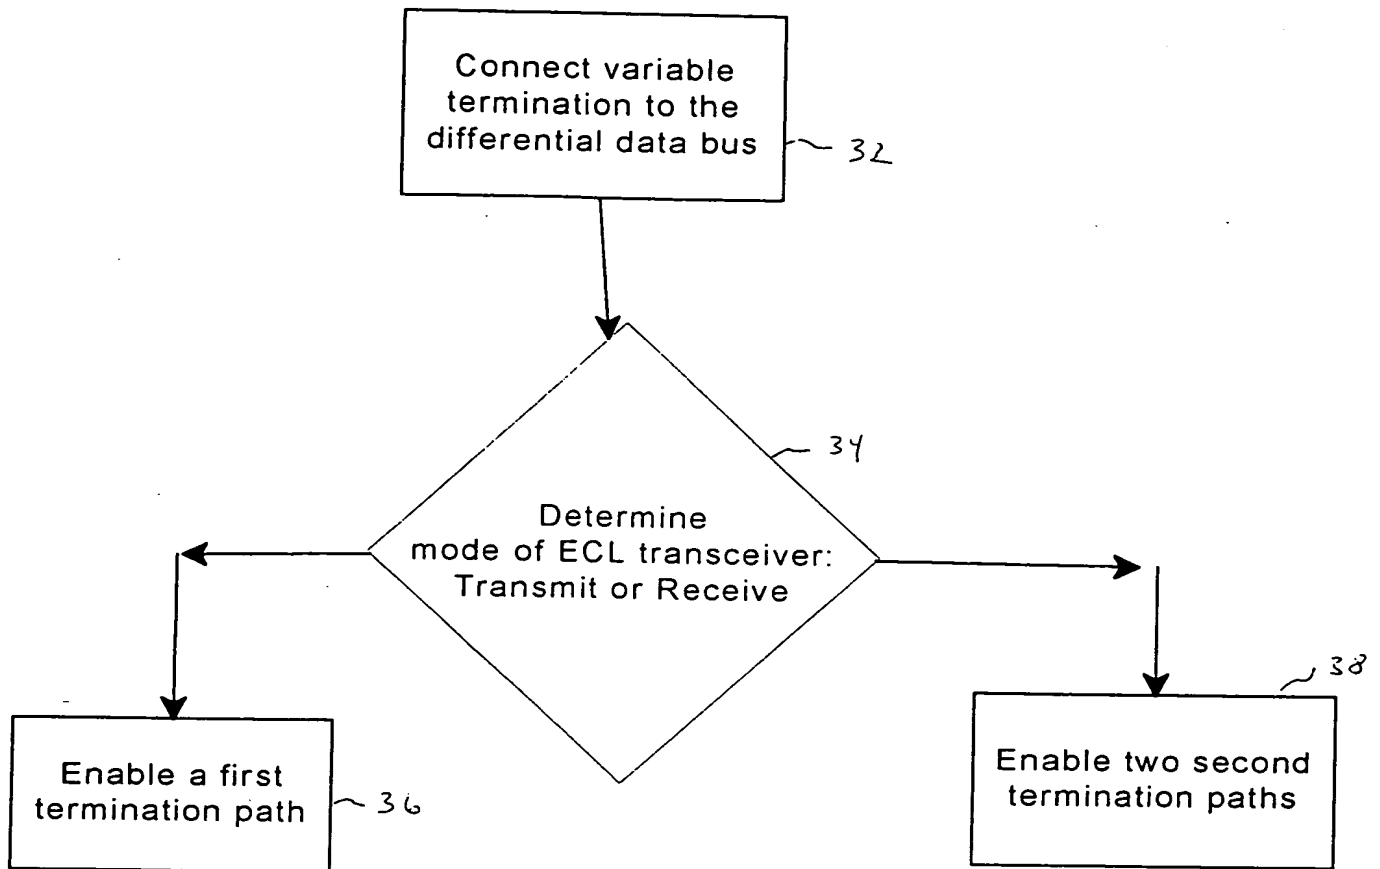 Connect variable
termination to the
differential data bus
32
34
Determine
mode of ECL transceiver:
Transmit or Receive
38
Enable a first
termination path
36
Enable two second
termination paths